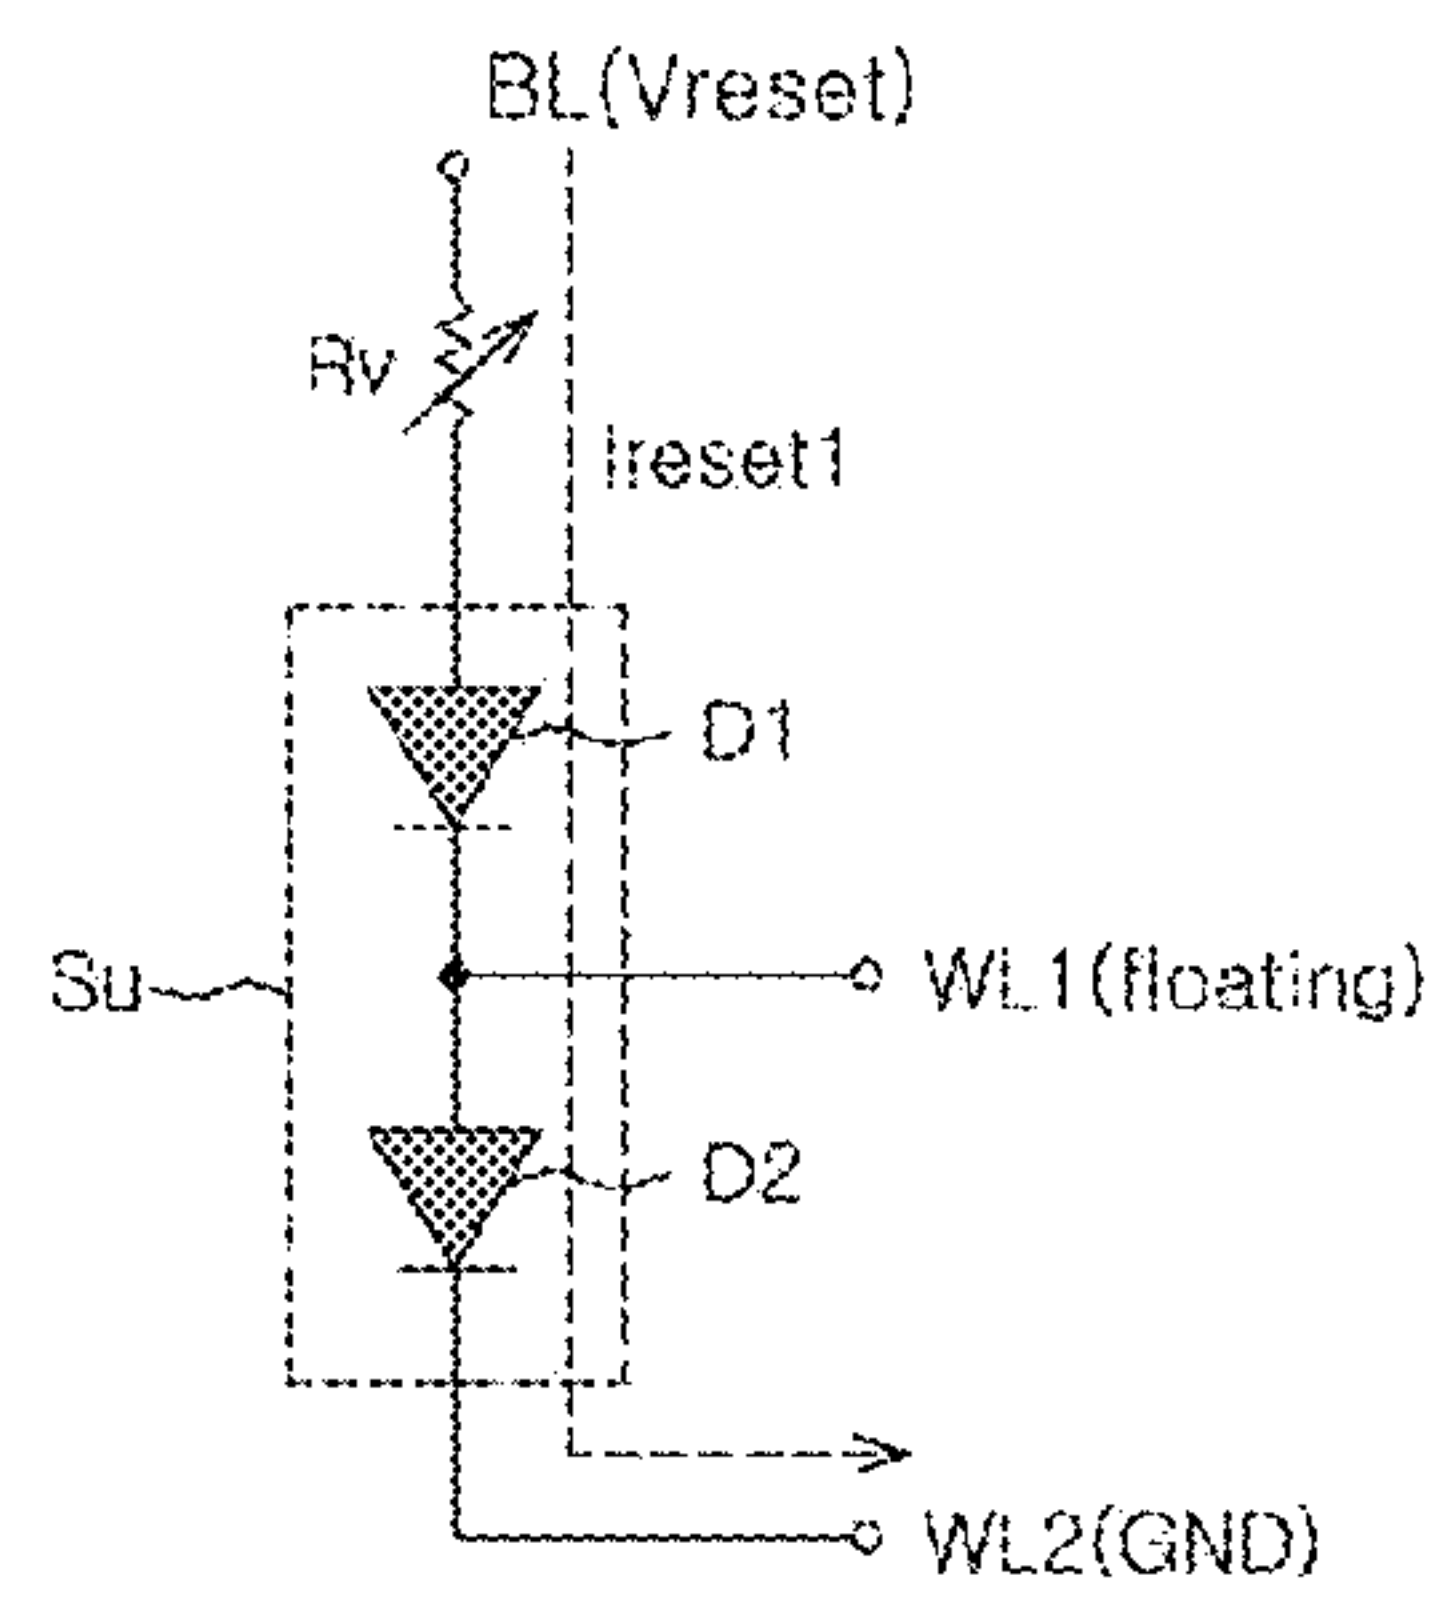 BL(Vreset)
Rv
Ireset1
D1
Su
WL1(floating)
D2
WL2(GND)